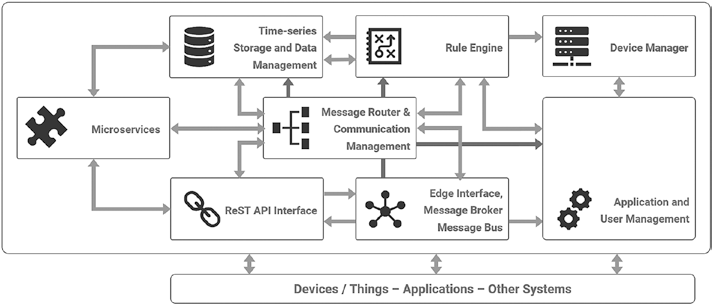 Time-series
Storage and Data
Management
Rule Engine
Device Manager
Microservices
Message Router &
Communication
Management
ReST API Interface
Edge Interface,
Message Broker
Message Bus
Application and
User Management
Devices / Things – Applications – Other Systems